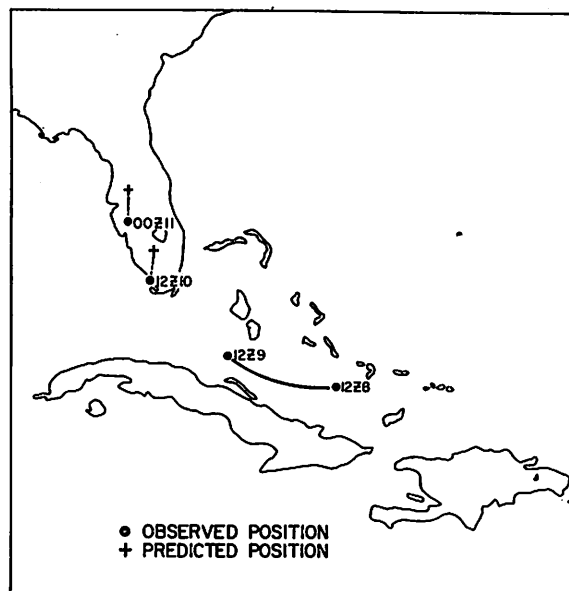 00Z11
12Z10
12Z9
12Z8
● OBSERVED POSITION
† PREDICTED POSITION